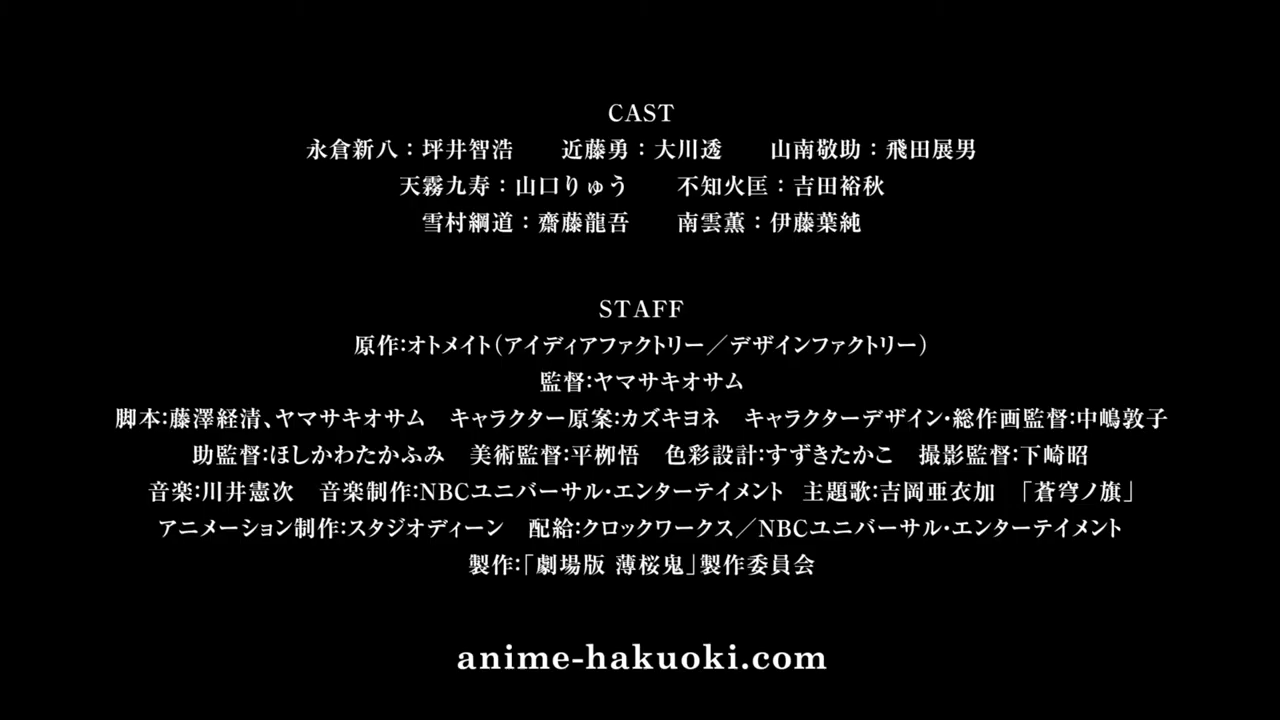 CAST
永倉新八：坪井智浩　　近藤勇：大川透　　山南敬助：飛田展男
天霧九寿：山口りゅう　　不知火匡：吉田裕秋
雪村綱道：齋藤龍吾　　南雲薫：伊藤葉純
STAFF
原作：オトメイト（アイディアファクトリー／デザインファクトリー）
監督：ヤマサキオサム
脚本：藤澤経清、ヤマサキオサム　キャラクター原案：カズキヨネ　キャラクターデザイン・総作画監督：中嶋敦子
助監督：ほしかわたかふみ　美術監督：平栁悟　色彩設計：すずきたかこ　撮影監督：下崎昭
音楽：川井憲次　音楽制作：NBCユニバーサル・エンターテイメント　主題歌：吉岡亜衣加　「蒼穹ノ旗」
アニメーション制作：スタジオディーン　配給：クロックワークス／NBCユニバーサル・エンターテイメント
製作：「劇場版 薄桜鬼」製作委員会
anime-hakuoki.com